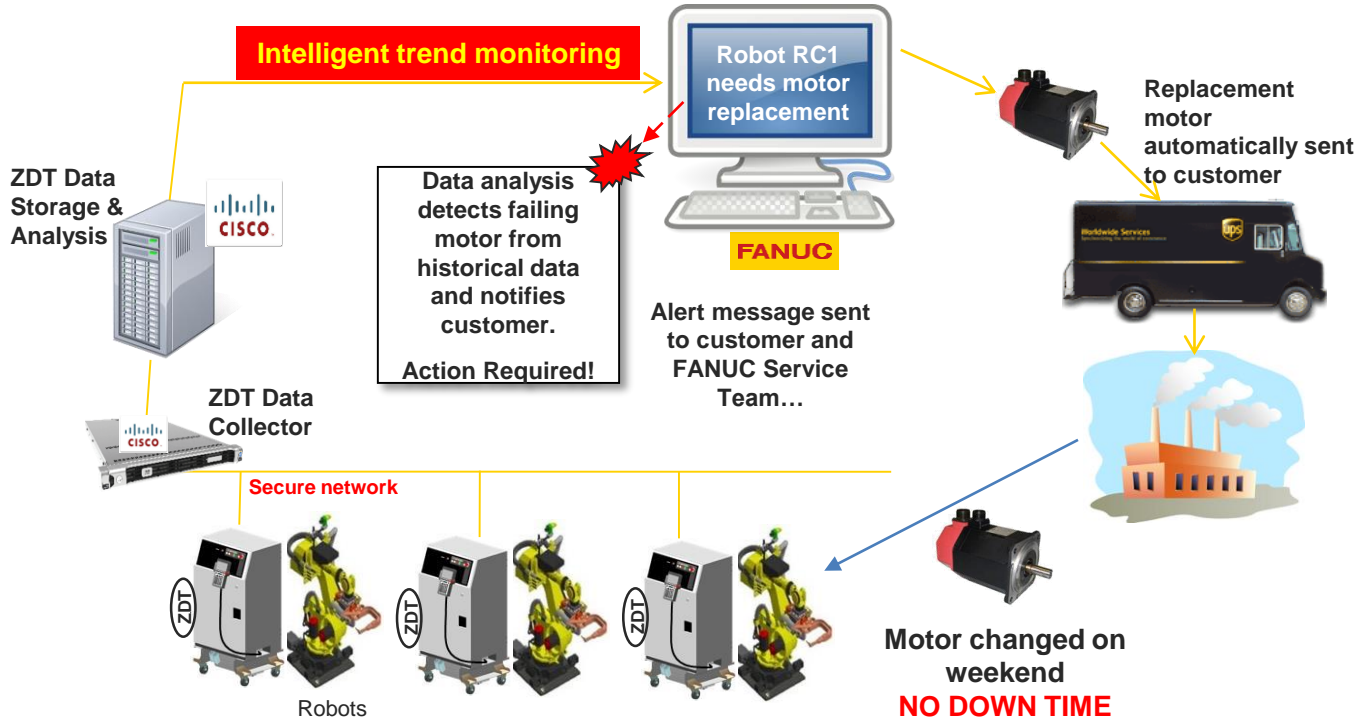 Intelligent trend monitoring
Robot RC1
needs motor
replacement
Replacement
motor
automatically sent
to customer
ZDT Data
Storage &
Analysis
CISCO
Data analysis
detects failing
motor from
historical data
and notifies
customer.
Action Required!
FANUC
Alert message sent
to customer and
FANUC Service
Team…
Worldwide Services
ups
ZDT Data
Collector
CISCO
Secure network
ZDT
ZDT
ZDT
Robots
Motor changed on
weekend
NO DOWN TIME